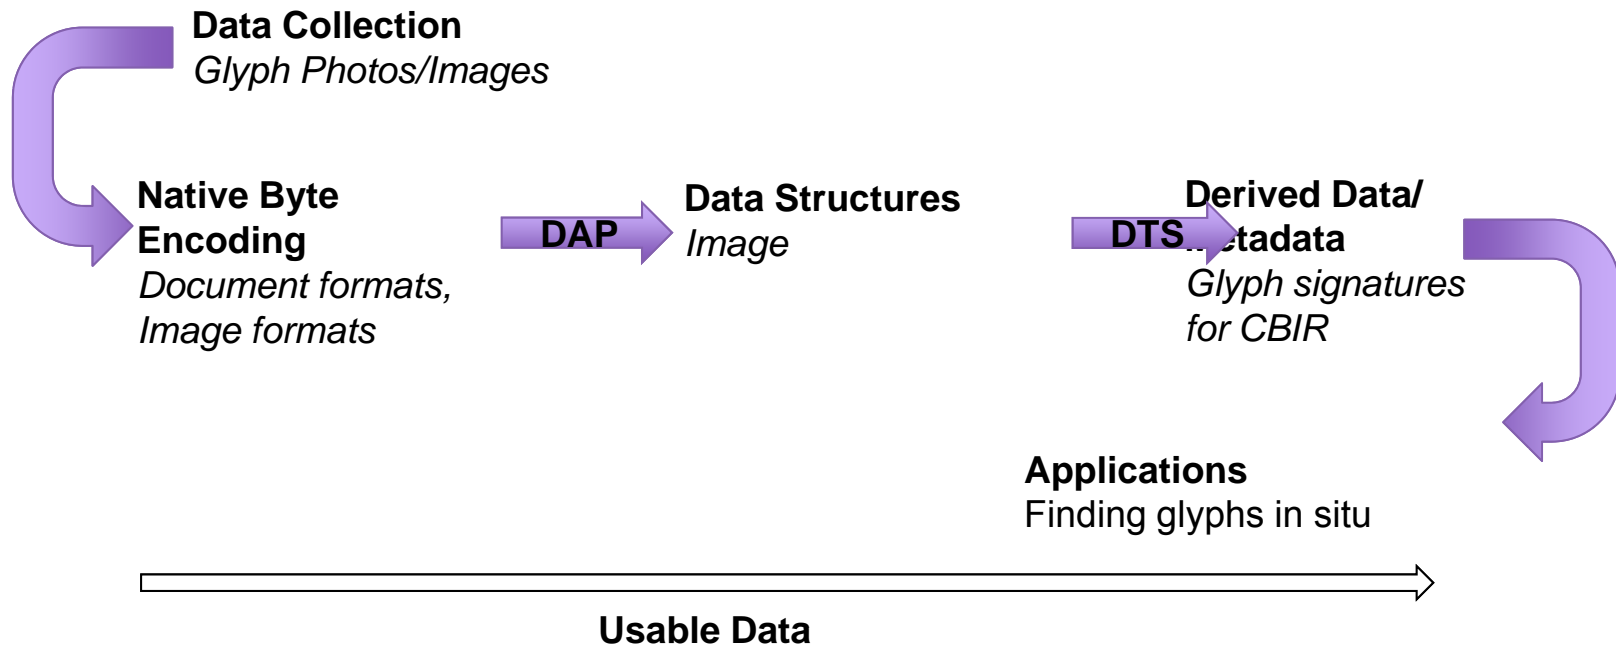 Data Collection
Glyph Photos/Images
Native Byte
Encoding
Document formats,
Image formats
DAP
Data Structures
Image
DTS
Derived Data/
Metadata
Glyph signatures
for CBIR
Applications
Finding glyphs in situ
Usable Data